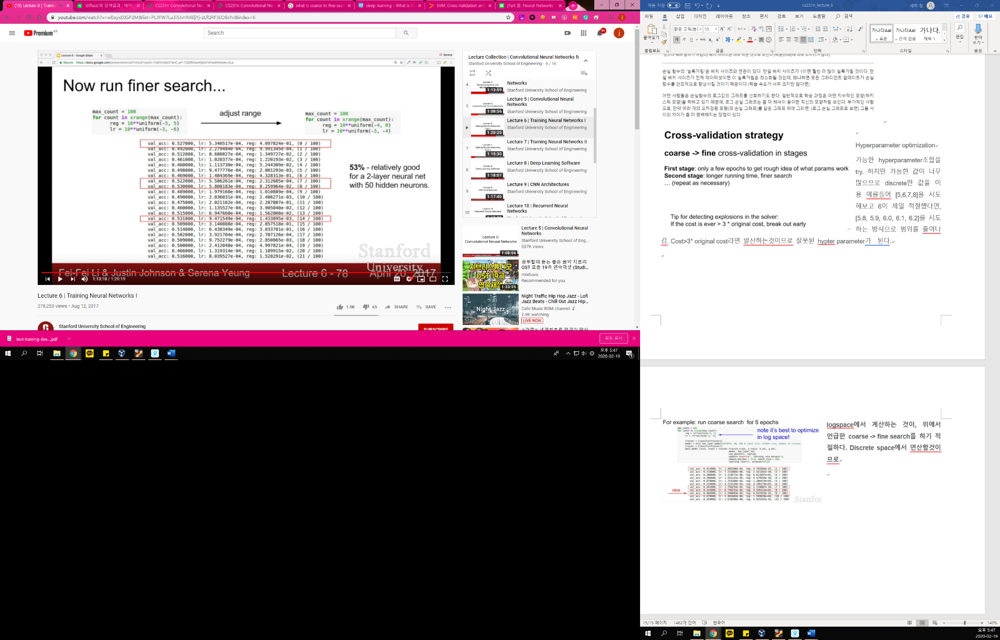 (15) Lecture 6 | Trainin
'diffuse'의 검색결과 : 네이
CS231n Convolutional Neu
CS231n Convolutional Neu
what is coarse to fine sear
deep learning - What is Co
SVM: Cross-Validation and
[Part Ⅲ. Neural Networks
youtube.com/watch?v=wEoyxE0GP2M&list=PL3FW7Lu3i5JvHM8ljYj-zLfQRF3EO8sYv&index=6
Premium KR
Search
9+
j
Lecture 6 - Google Slides
Serena
Secure
Now run finer search...
max_count = 100
for count in xrange(max_count):
reg = 10**uniform(-5, 5)
lr = 10**uniform(-3, -6)
adjust range
max_count = 100
for count in xrange(max_count):
reg = 10**uniform(-4, 0)
lr = 10**uniform(-3, -4)
val_acc: 0.527000, lr: 5.340517e-04, reg: 4.097824e-01, (0 / 100)
val_acc: 0.492000, lr: 2.279484e-04, reg: 9.991345e-04, (1 / 100)
val_acc: 0.512000, lr: 8.680827e-04, reg: 1.349727e-02, (2 / 100)
val_acc: 0.461000, lr: 1.028377e-04, reg: 1.220193e-02, (3 / 100)
val_acc: 0.460000, lr: 1.113730e-04, reg: 5.244309e-02, (4 / 100)
val_acc: 0.498000, lr: 9.477776e-04, reg: 2.001293e-03, (5 / 100)
val_acc: 0.469000, lr: 1.484369e-04, reg: 4.328313e-01, (6 / 100)
val_acc: 0.522000, lr: 5.586261e-04, reg: 2.312685e-04, (7 / 100)
val_acc: 0.530000, lr: 5.808183e-04, reg: 8.259964e-02, (8 / 100)
val_acc: 0.489000, lr: 1.979168e-04, reg: 1.010889e-04, (9 / 100)
val_acc: 0.490000, lr: 2.036031e-04, reg: 2.406271e-03, (10 / 100)
val_acc: 0.475000, lr: 2.021162e-04, reg: 2.287807e-01, (11 / 100)
val_acc: 0.460000, lr: 1.135527e-04, reg: 3.905040e-02, (12 / 100)
val_acc: 0.515000, lr: 6.947668e-04, reg: 1.562808e-02, (13 / 100)
val_acc: 0.531000, lr: 9.471549e-04, reg: 1.433895e-03, (14 / 100)
val_acc: 0.509000, lr: 3.140888e-04, reg: 2.857518e-01, (15 / 100)
val_acc: 0.514000, lr: 6.438349e-04, reg: 3.033781e-01, (16 / 100)
val_acc: 0.502000, lr: 3.921784e-04, reg: 2.707126e-04, (17 / 100)
val_acc: 0.509000, lr: 9.752279e-04, reg: 2.850865e-03, (18 / 100)
val_acc: 0.500000, lr: 2.412048e-04, reg: 4.997821e-04, (19 / 100)
val_acc: 0.466000, lr: 1.319314e-04, reg: 1.189915e-02, (20 / 100)
val_acc: 0.516000, lr: 8.039527e-04, reg: 1.528291e-02, (21 / 100)
53% - relatively good
for a 2-layer neural net
with 50 hidden neurons.
Stanford
University
Fei-Fei Li & Justin Johnson & Serena Yeung
Lecture 6 - 78
April 20, 2017
1:13:18 / 1:20:19
Lecture 6 | Training Neural Networks I
278,253 views • Aug 12, 2017
1.5K
65
SHARE
SAVE
Stanford University School of Engineering
SUBSCRIBE
Lecture Collection | Convolutional Neural Networks fo
Stanford University School of Engineering - 6 / 16
4
1:13:59
Networks
Stanford University School of Engineering
5
1:08:56
Lecture 5 | Convolutional Neural
Networks
Stanford University School of Engineering
1:20:20
Lecture 6 | Training Neural Networks I
Stanford University School of Engineering
7
1:15:30
Lecture 7 | Training Neural Networks II
Stanford University School of Engineering
8
1:18:07
Lecture 8 | Deep Learning Software
Stanford University School of Engineering
9
1:17:40
Lecture 9 | CNN Architectures
Stanford University School of Engineering
10
Lecture 10 | Recurrent Neural
Networks
Lecture 5:
Convolutional Neural Networks
1:08:56
Lecture 5 | Convolutional Neural
Networks
Stanford University School of Eng...
337K views
지브리스튜디오
OST 19곡
연속재생
1:33:25
공부할때 듣는 좋은 음악 지브리
OST 모음 19곡 연속재생 (Studi...
moduwa
Recommended for you
Night Jazz
Night Traffic Hip Hop Jazz - Lofi
Jazz Beats - Chill Out Jazz Hip...
Cafe Music BGM channel
2.9K watching
LIVE NOW
lec4-training-dee....pdf
모두 표시
오후 5:47
2020-02-19
자동 저장
cs231n_lecture_6
세하 정
파일 홈 삽입 디자인 레이아웃 참조 편지 검토 보기 도움말 검색
공유
메모
붙여넣기
맑은 고딕(본문
10
가나다AaI
표준
가나다AaI
간격 없음
가나다.
제목 1
편집
받아
쓰기
클립보드
글꼴
단락
스타일
음성
손실 함수의 "씰룩거림"은 배치 사이즈와 연관이 있다. 만일 배치 사이즈가 1이면 훨씬 더 많이 씰룩거릴 것이다. 만
일 배치 사이즈가 전체 데이터셋이면 이 씰룩거림은 최소화될 것인데, 왜냐하면 모든 그라디언트 업데이트가 손실
함수를 단조적으로 향상시킬 것이기 때문이다 (학습 속도가 너무 크지만 않다면).
어떤 사람들은 손실함수의 로그값의 그래프를 선호하기도 한다. 일반적으로 학습 과정은 어떤 지수적인 모양(하키
스틱 모양)을 취하고 있기 때문에, 로그 손실 그래프는 좀 더 해석이 용이한 직선의 모양처럼 보인다. 부가적인 사항
으로, 만약 여러 개의 교차검증 모형(의 손실 그래프)를 같은 그래프 위에 그리면, (로그 손실 그래프로 보면) 그들 사
이의 차이가 좀 더 명백해지는 장점이 있다.
Cross-validation strategy
coarse -> fine cross-validation in stages
First stage: only a few epochs to get rough idea of what params work
Second stage: longer running time, finer search
… (repeat as necessary)
Tip for detecting explosions in the solver:
If the cost is ever > 3 * original cost, break out early
Hyperparameter optimization
가능한 hyperparameter조합을
try. 하지만 가능한 값이 너무
많으므로 discrete한 값을 이
용 예를들어 [5,6,7,8]을 시도
해보고 6이 제일 적절했다면,
[5.8, 5.9, 6.0, 6.1, 6.2]를 시도
하는 방식으로 범위를 줄여나
감. Cost>3* original cost라면 발산하는것이므로 잘못된 hypter parameter가 된다.
For example: run coarse search for 5 epochs
note it's best to optimize
in log space!
nice
Stanfor
logspace에서 계산하는 것이, 위에서
언급한 coarse -> fine search를 하기 적
절하다. Discrete space에서 연산할것이
므로
15/15 페이지
1462개 단어
한국어
140%
오후 5:47
2020-02-19